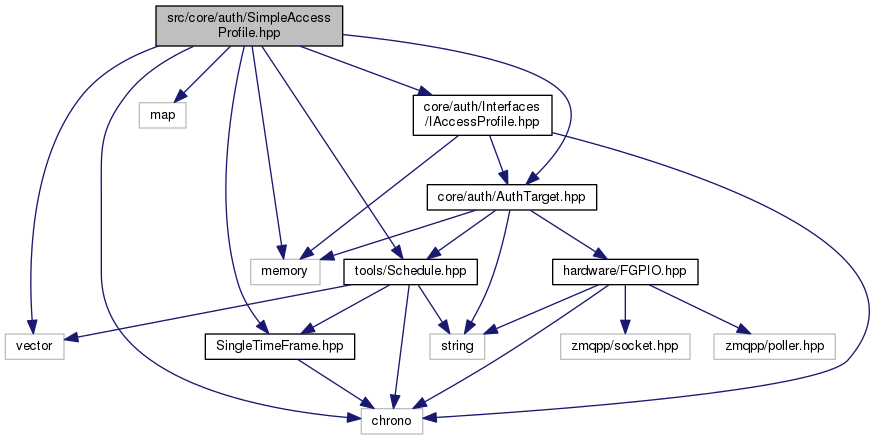 src/core/auth/SimpleAccess
Profile.hpp
map
core/auth/Interfaces
/IAccessProfile.hpp
core/auth/AuthTarget.hpp
memory
tools/Schedule.hpp
hardware/FGPIO.hpp
vector
SingleTimeFrame.hpp
string
zmqpp/socket.hpp
zmqpp/poller.hpp
chrono